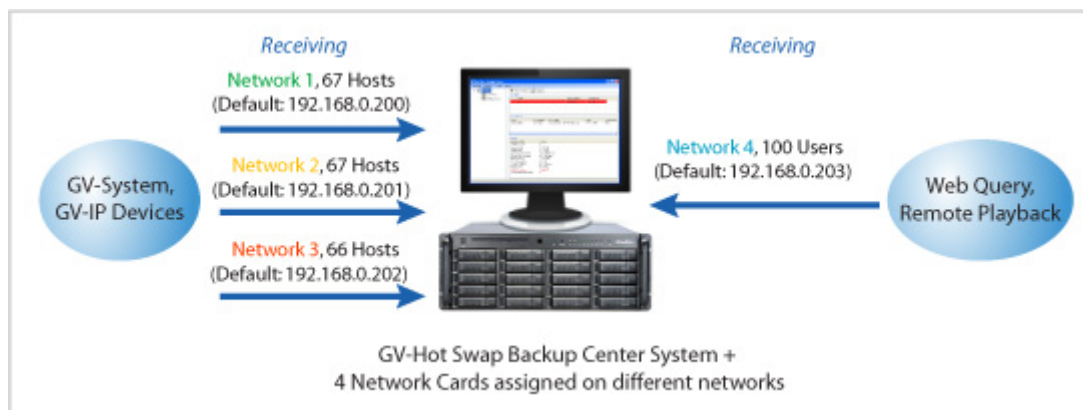 Receiving
Network 1, 67 Hosts
(Default: 192.168.0.200)
Network 2, 67 Hosts
(Default: 192.168.0.201)
Network 3, 66 Hosts
(Default: 192.168.0.202)
GV-System,
GV-IP Devices
Receiving
Network 4, 100 Users
(Default: 192.168.0.203)
Web Query,
Remote Playback
GV-Hot Swap Backup Center System +
4 Network Cards assigned on different networks